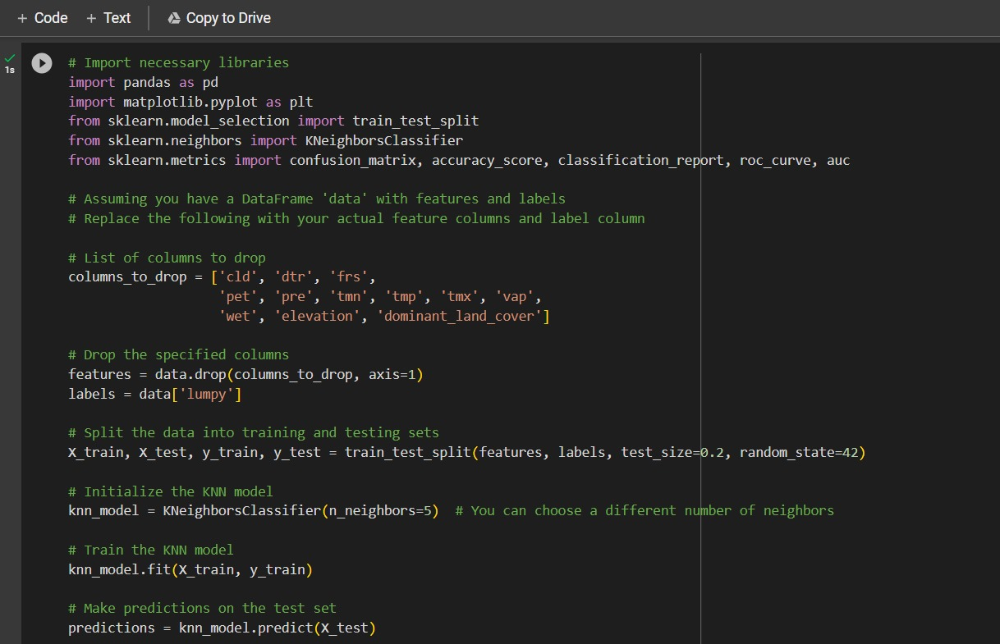 + Code + Text Copy to Drive
1s
# Import necessary libraries
import pandas as pd
import matplotlib.pyplot as plt
from sklearn.model_selection import train_test_split
from sklearn.neighbors import KNeighborsClassifier
from sklearn.metrics import confusion_matrix, accuracy_score, classification_report, roc_curve, auc
# Assuming you have a DataFrame 'data' with features and labels
# Replace the following with your actual feature columns and label column
# List of columns to drop
columns_to_drop = ['cld', 'dtr', 'frs',
'pet', 'pre', 'tmn', 'tmp', 'tmx', 'vap',
'wet', 'elevation', 'dominant_land_cover']
# Drop the specified columns
features = data.drop(columns_to_drop, axis=1)
labels = data['lumpy']
# Split the data into training and testing sets
X_train, X_test, y_train, y_test = train_test_split(features, labels, test_size=0.2, random_state=42)
# Initialize the KNN model
knn_model = KNeighborsClassifier(n_neighbors=5)  # You can choose a different number of neighbors
# Train the KNN model
knn_model.fit(X_train, y_train)
# Make predictions on the test set
predictions = knn_model.predict(X_test)